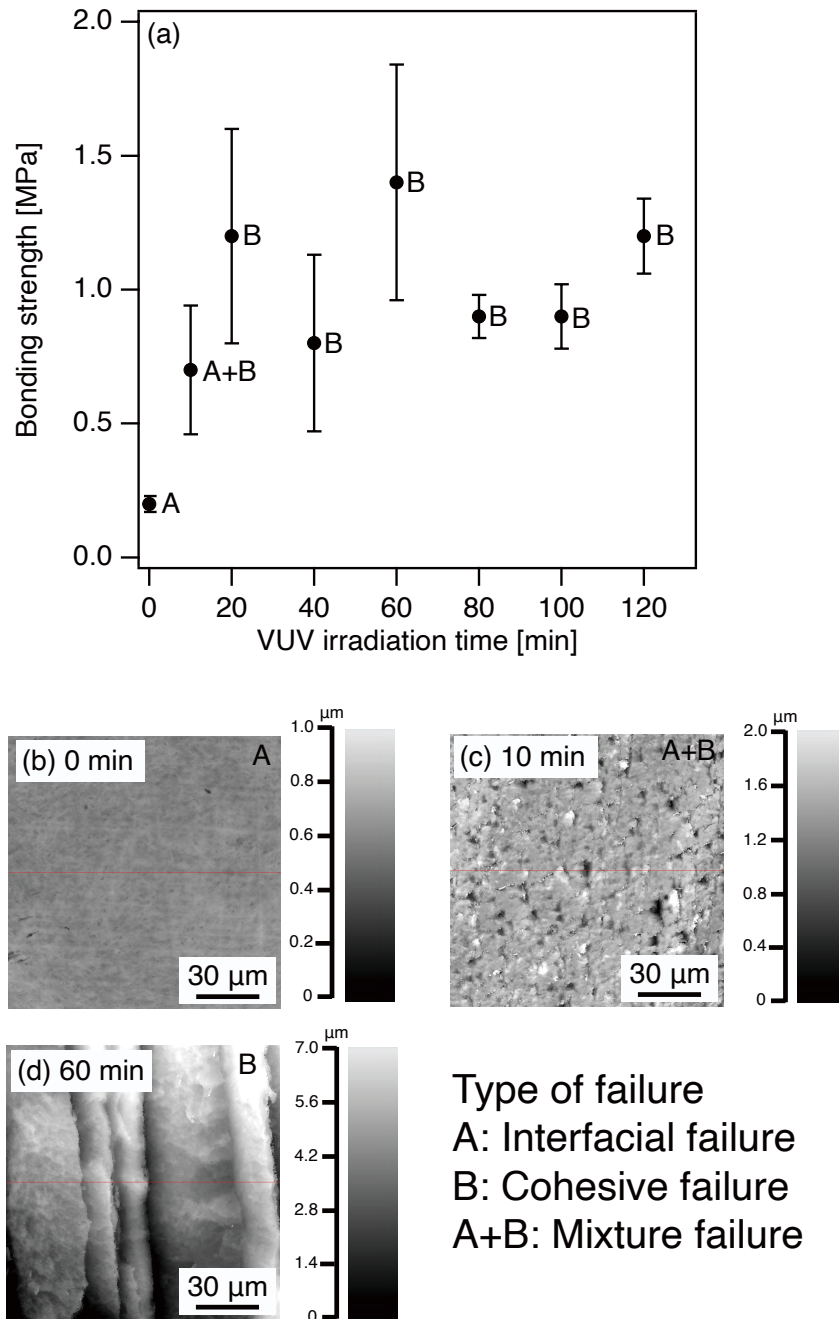 (a)
2.0
1.5
1.0
0.5
0.0
Bonding strength [MPa]
A
A+B
B
B
B
B
B
B
0 20 40 60 80 100 120
VUV irradiation time [min]
(b) 0 min A
30 µm
µm
1.0
0.8
0.6
0.4
0.2
0
(c) 10 min A+B
30 µm
µm
2.0
1.6
1.2
0.8
0.4
0
(d) 60 min B
30 µm
µm
7.0
5.6
4.2
2.8
1.4
0
Type of failure
A: Interfacial failure
B: Cohesive failure
A+B: Mixture failure